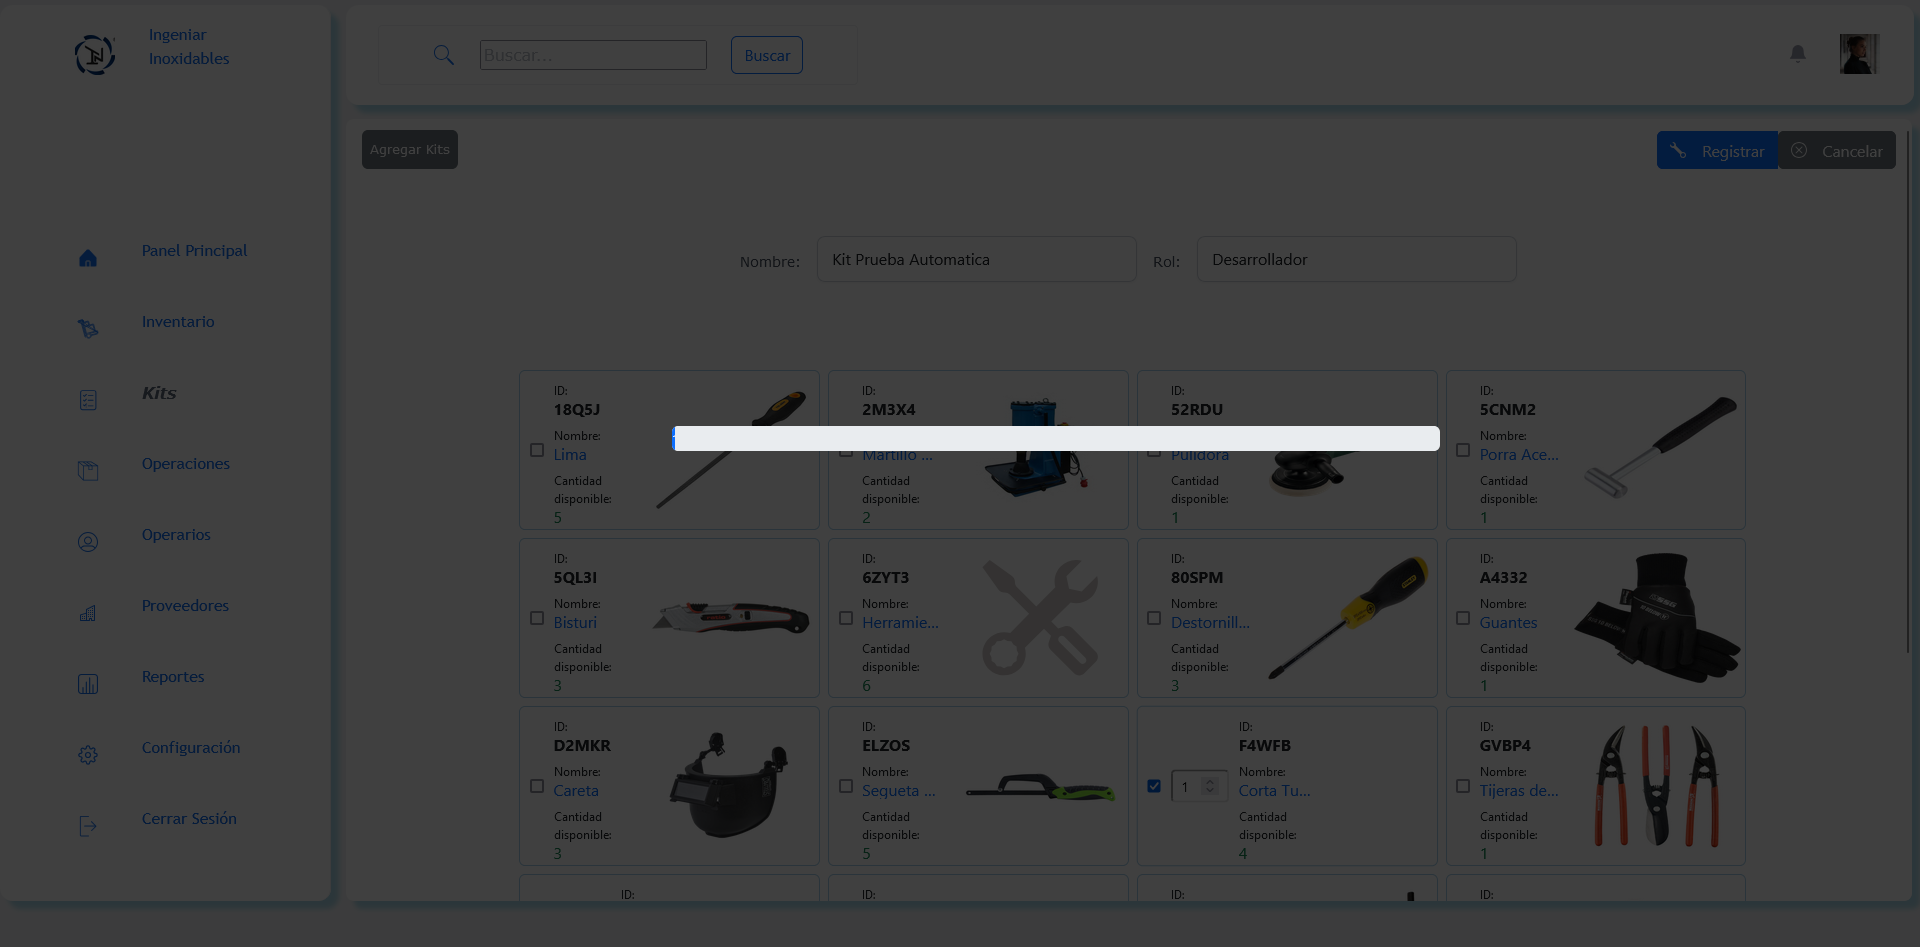 Ingeniar
Inoxidables
Buscar...
Buscar
Agregar Kits
Registrar
Cancelar
Panel Principal
Inventario
Kits
Operaciones
Operarios
Proveedores
Reportes
Configuración
Cerrar Sesión
Nombre:
Kit Prueba Automatica
Rol:
Desarrollador
ID:
18Q5J
Nombre:
Lima
Cantidad
disponible:
5
ID:
2M3X4
Martillo ...
Cantidad
disponible:
2
ID:
52RDU
Pulidora
Cantidad
disponible:
1
ID:
5CNM2
Nombre:
Porra Ace...
Cantidad
disponible:
1
ID:
5QL3I
Nombre:
Bisturi
Cantidad
disponible:
3
ID:
6ZYT3
Nombre:
Herramie...
Cantidad
disponible:
6
ID:
80SPM
Nombre:
Destornill...
Cantidad
disponible:
3
ID:
A4332
Nombre:
Guantes
Cantidad
disponible:
1
ID:
D2MKR
Nombre:
Careta
Cantidad
disponible:
3
ID:
ELZOS
Nombre:
Segueta ...
Cantidad
disponible:
5
1
ID:
F4WFB
Nombre:
Corta Tu...
Cantidad
disponible:
4
ID:
GVBP4
Nombre:
Tijeras de...
Cantidad
disponible:
1
ID:
ID:
ID:
ID: